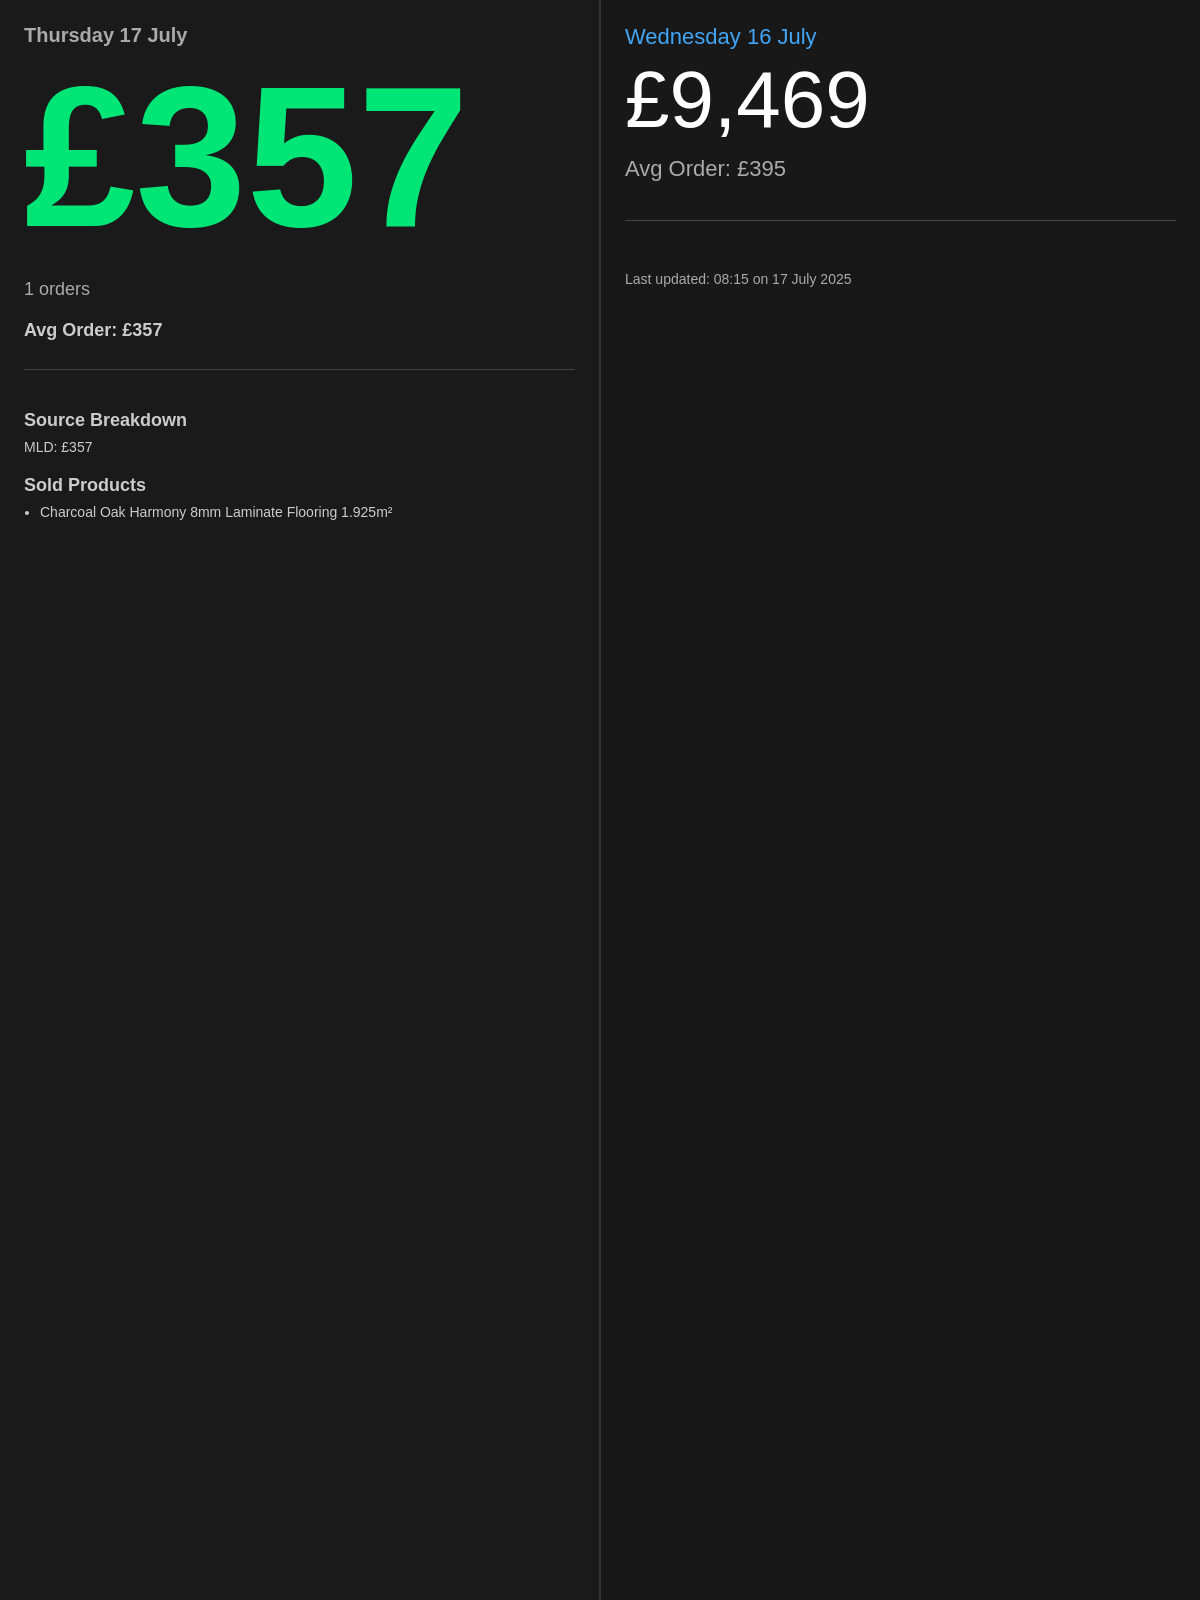 Thursday 17 July
£357
1 orders
Avg Order: £357
Source Breakdown
MLD: £357
Sold Products
• Charcoal Oak Harmony 8mm Laminate Flooring 1.925m²
Wednesday 16 July
£9,469
Avg Order: £395
Last updated: 08:15 on 17 July 2025